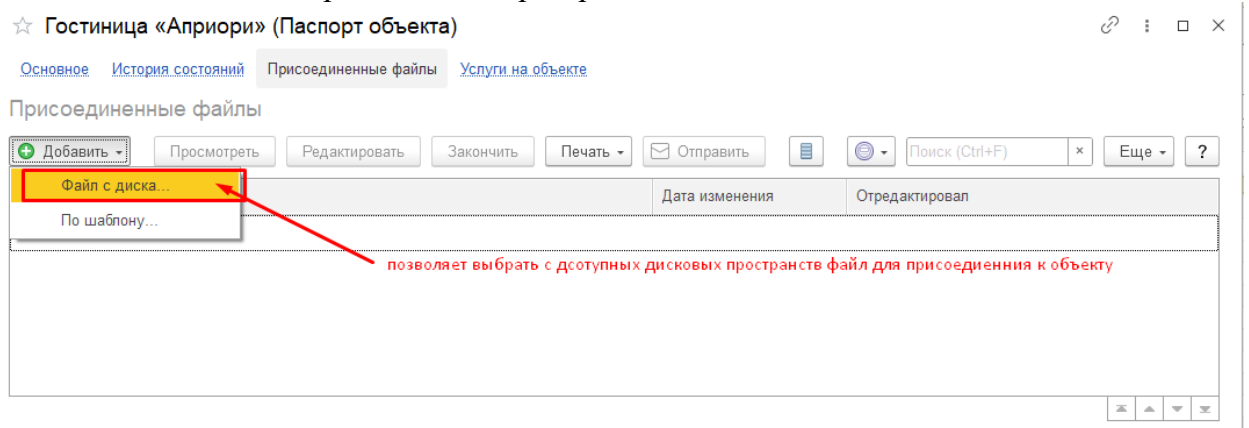 Гостиница «Априори» (Паспорт объекта)
Основное История состояний Присоединенные файлы Услуги на объекте
Присоединенные файлы
Добавить Просмотреть Редактировать Закончить Печать Отправить Поиск (Ctrl+F) × Еще ?
Файл с диска...
Дата изменения Отредактировал
По шаблону...
позволяет выбрать с дсотупных дисковых пространств файл для присоединния к объекту